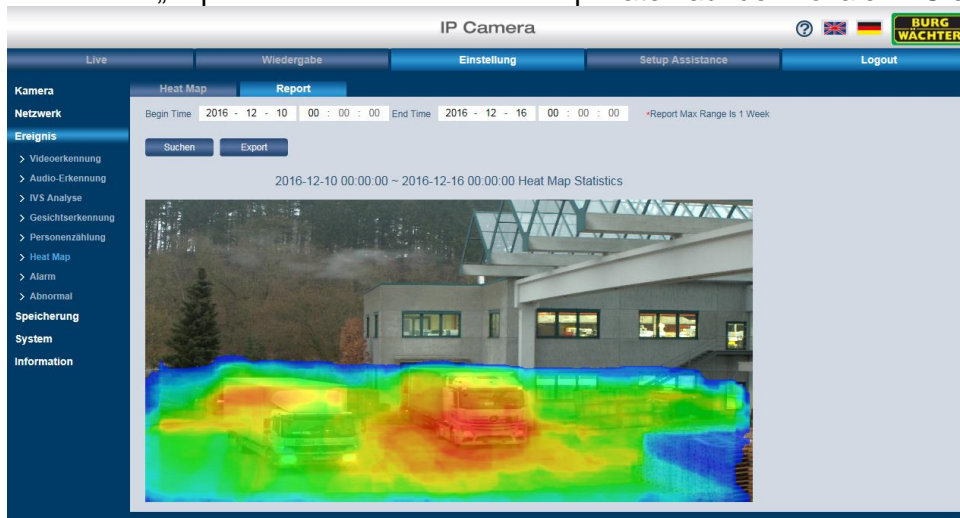 IP Camera
BURG
WÄCHTER
Live Wiedergabe Einstellung Setup Assistance Logout
Kamera
Netzwerk
Ereignis
> Videoerkennung
> Audio-Erkennung
> IVS Analyse
> Gesichtserkennung
> Personenzählung
> Heat Map
> Alarm
> Abnormal
Speicherung
System
Information
Heat Map Report
Begin Time 2016 - 12 - 10 00 : 00 : 00 End Time 2016 - 12 - 16 00 : 00 : 00 *Report Max Range Is 1 Week
Suchen Export
2016-12-10 00:00:00 ~ 2016-12-16 00:00:00 Heat Map Statistics